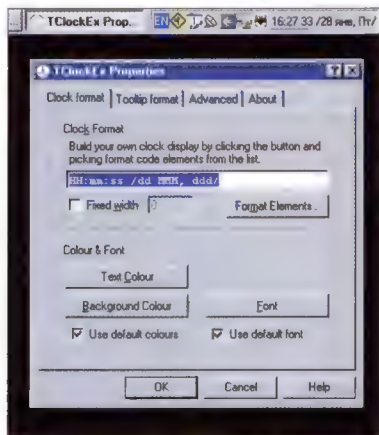 TClockEx Prop... EN 16:27 33 /28 янв, Пт/
TClockEx Properties
Clock format Tooltip format Advanced About
Clock Format
Build your own clock display by clicking the button and
picking format code elements from the list.
HH:mm:ss /dd MMM, ddd/
Fixed width 0 Format Elements..
Colour & Font
Text Colour
Background Colour Font
Use default colours Use default font
OK Cancel Help